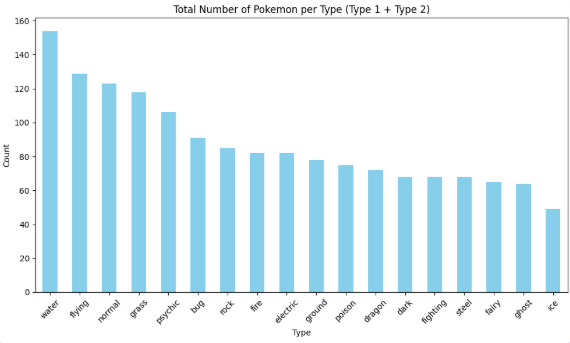 Total Number of Pokemon per Type (Type 1 + Type 2)
160
140
120
100
80
60
40
20
0
Count
water
flying
normal
grass
psychic
bug
rock
fire
electric
ground
poison
dragon
dark
fighting
steel
fairy
ghost
ice
Type